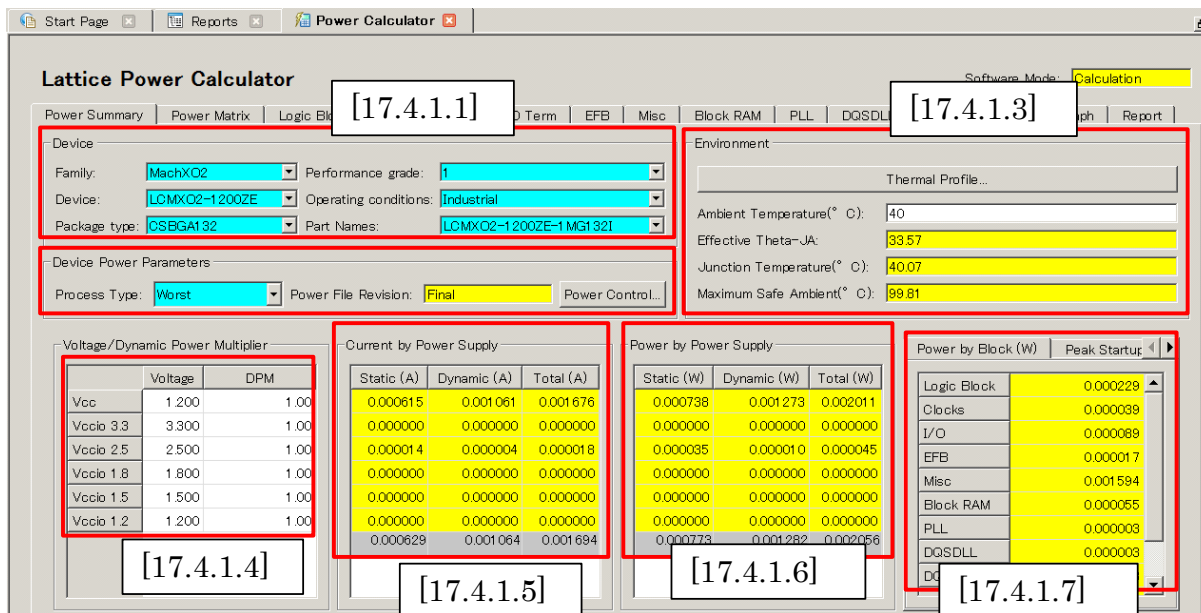 Start Page Reports Power Calculator
Lattice Power Calculator
Software Mode: Calculation
Power Summary Power Matrix Logic Blo [17.4.1.1] Term EFB Misc Block RAM PLL DQSDLL [17.4.1.3] Report
Device
Family: MachXO2 Performance grade: 1
Device: LCMXO2-1200ZE Operating conditions: Industrial
Package type: CSBGA132 Part Names: LCMXO2-1200ZE-1MG132I
Environment
Thermal Profile...
Ambient Temperature(° C): 40
Effective Theta-JA: 33.57
Junction Temperature(° C): 40.07
Maximum Safe Ambient(° C): 99.81
Device Power Parameters
Process Type: Worst Power File Revision: Final Power Control...
Voltage/Dynamic Power Multiplier
Voltage DPM
Vcc 1.200 1.00
Vccio 3.3 3.300 1.00
Vccio 2.5 2.500 1.00
Vccio 1.8 1.800 1.00
Vccio 1.5 1.500 1.00
Vccio 1.2 1.200 1.00
[17.4.1.4]
Current by Power Supply
Static (A) Dynamic (A) Total (A)
0.000615 0.001061 0.001676
0.000000 0.000000 0.000000
0.000014 0.000004 0.000018
0.000000 0.000000 0.000000
0.000000 0.000000 0.000000
0.000000 0.000000 0.000000
0.000629 0.001064 0.001694
[17.4.1.5]
Power by Power Supply
Static (W) Dynamic (W) Total (W)
0.000738 0.001273 0.002011
0.000000 0.000000 0.000000
0.000035 0.000010 0.000045
0.000000 0.000000 0.000000
0.000000 0.000000 0.000000
0.000000 0.000000 0.000000
0.000773 0.001282 0.002056
[17.4.1.6]
Power by Block (W) Peak Startup
Logic Block 0.000229
Clocks 0.000039
I/O 0.000089
EFB 0.000017
Misc 0.001594
Block RAM 0.000055
PLL 0.000003
DQSDLL 0.000003
[17.4.1.7]